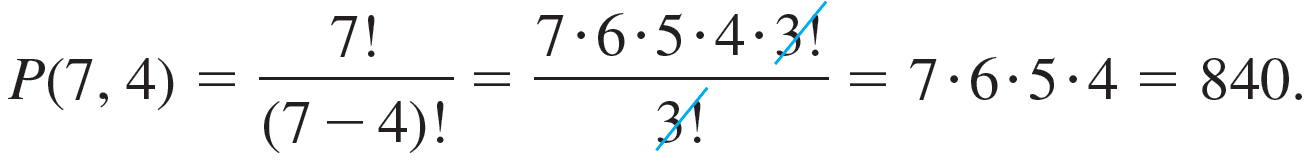 P(7, 4) = 7!/(7 − 4)! = 7·6·5·4·3!/3! = 7·6·5·4 = 840.